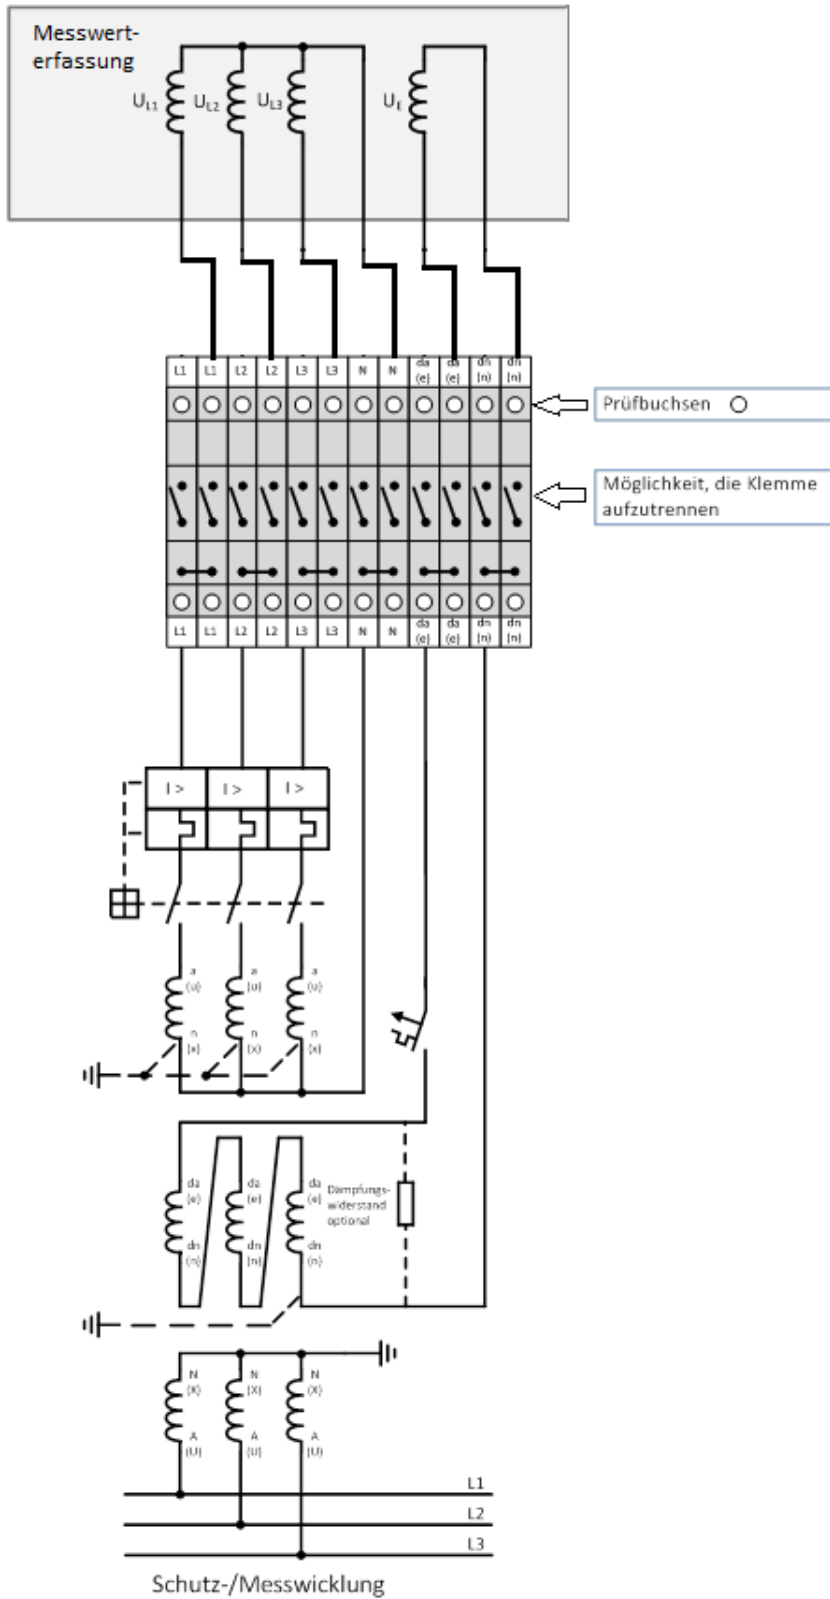 Messwert-
erfassung
UL1
UL2
UL3
UE
L1 L1 L2 L2 L3 L3 N N da (e) da (e) dn (n) dn (n)
Prüfbuchsen
Möglichkeit, die Klemme
aufzutrennen
L1 L1 L2 L2 L3 L3 N N da (e) da (e) dn (n) dn (n)
I > I > I >
a a a
(u) (u) (u)
n n n
(x) (x) (x)
da da da
(e) (e) (e)
Dämpfungs-
widerstand
optional
dn dn dn
(n) (n) (n)
N N N
(X) (X) (X)
A A A
(U) (U) (U)
L1
L2
L3
Schutz-/Messwicklung